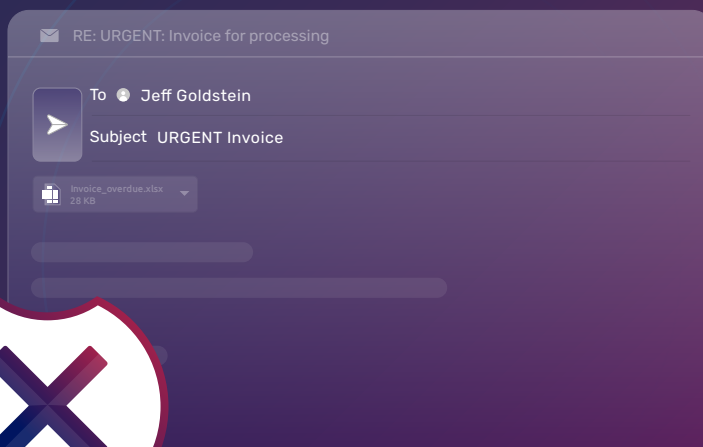 RE: URGENT: Invoice for processing
To Jeff Goldstein
Subject URGENT Invoice
Invoice_overdue.xlsx
28 KB